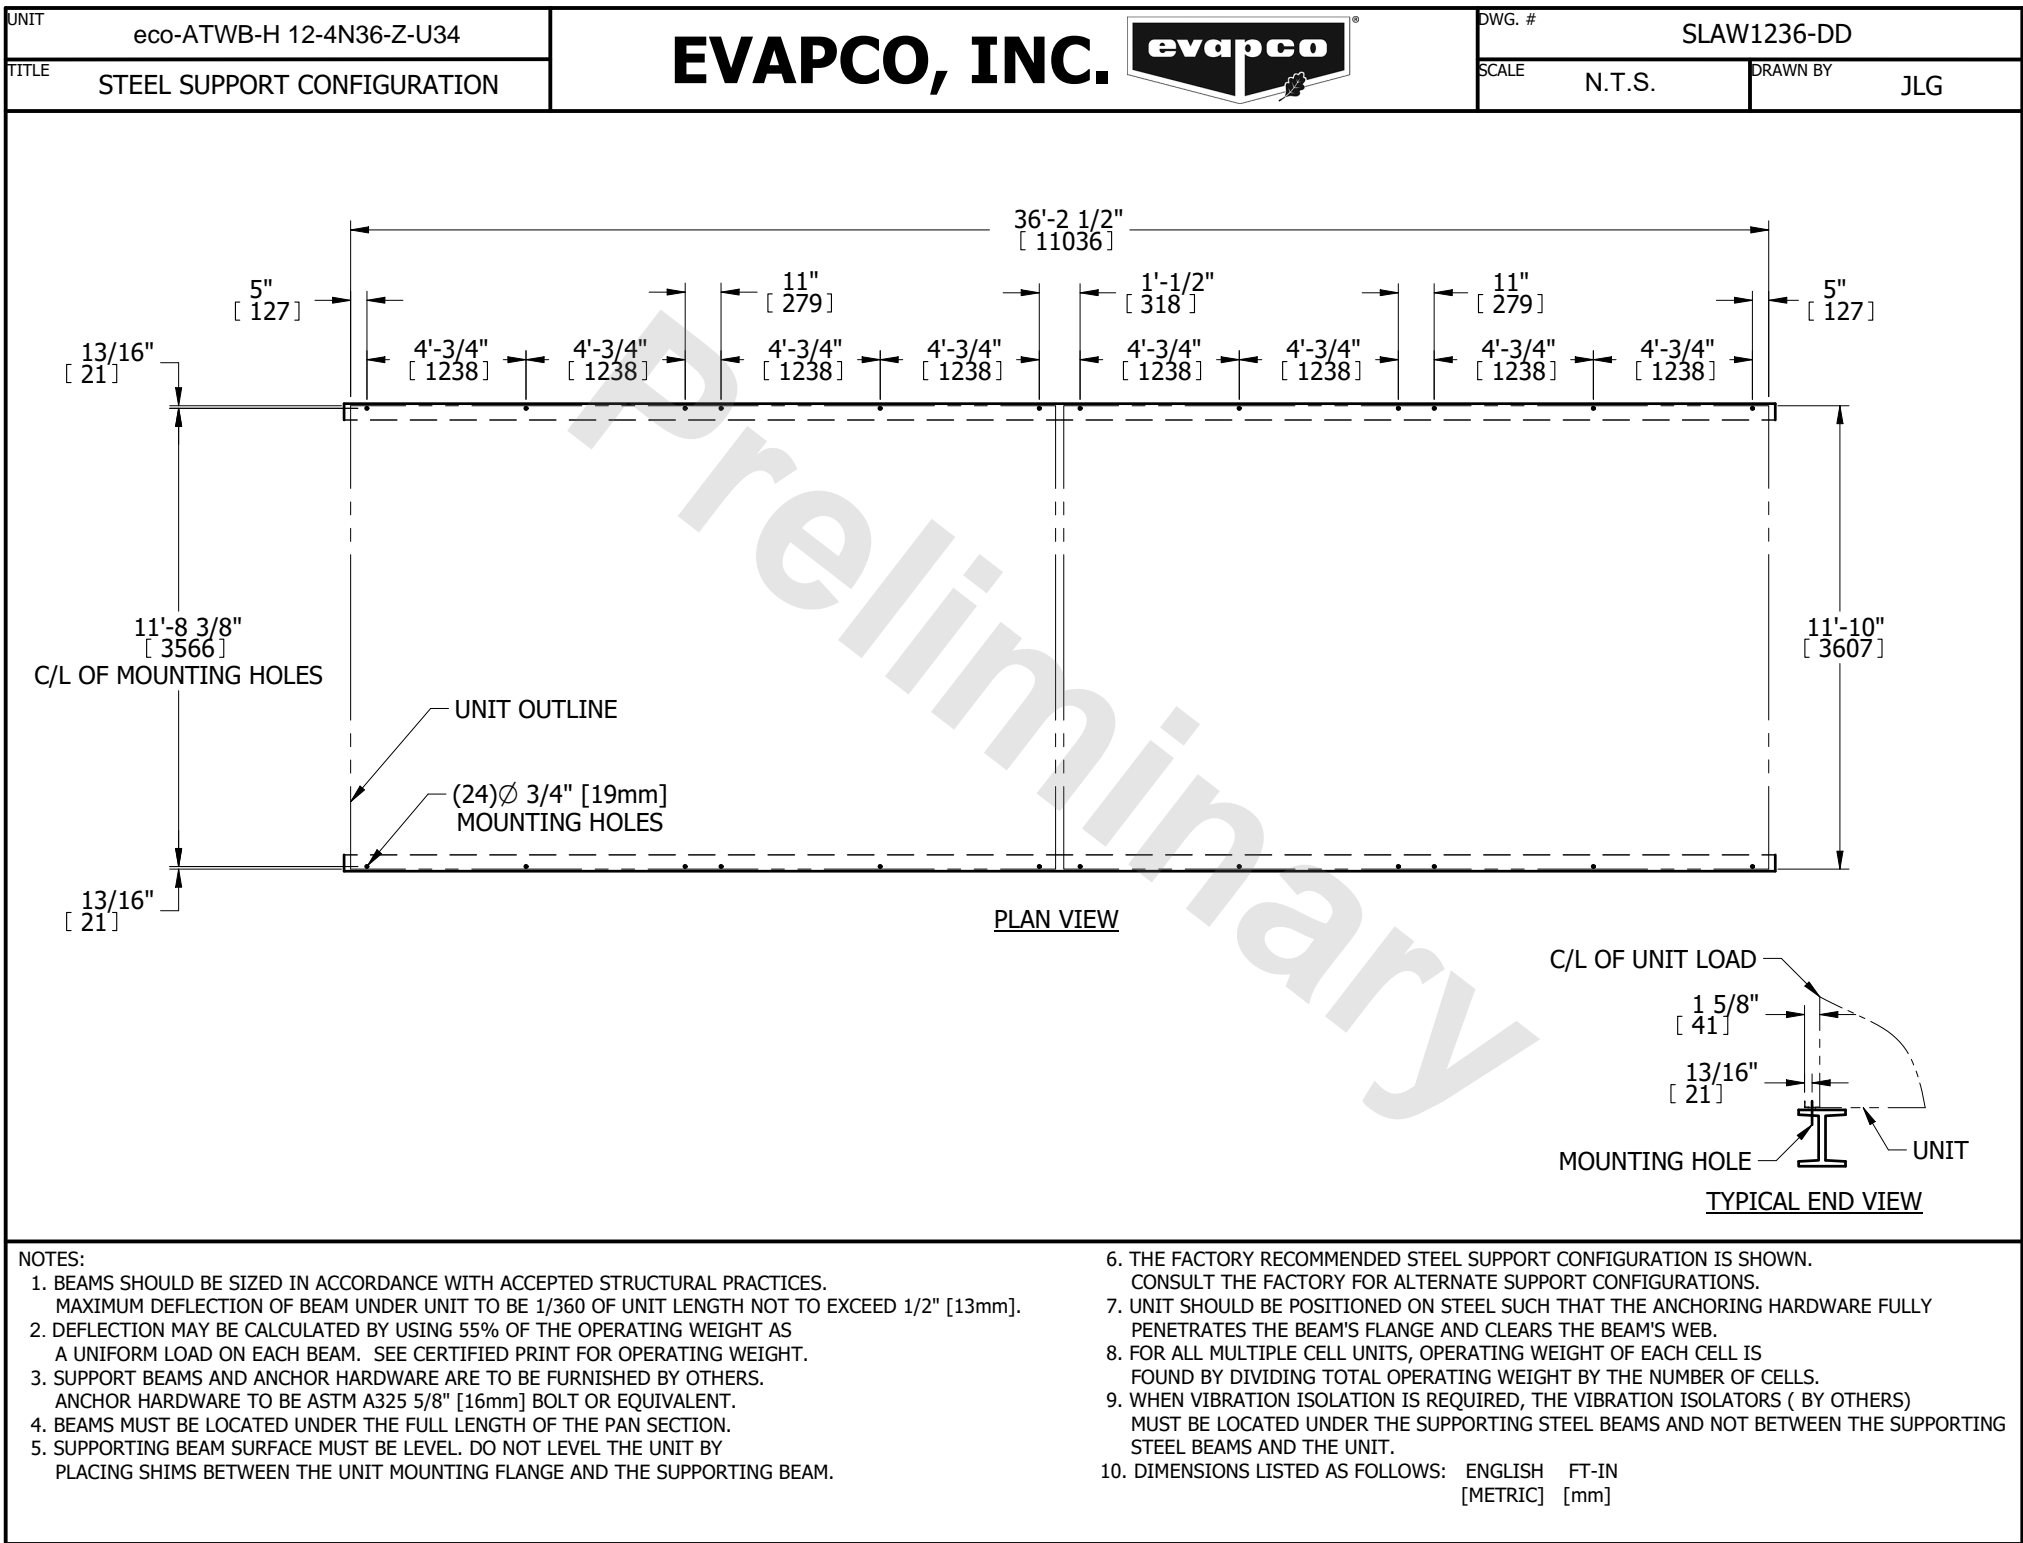 UNIT
eco-ATWB-H 12-4N36-Z-U34
TITLE
STEEL SUPPORT CONFIGURATION
EVAPCO, INC.
evapco
®
DWG. #
SLAW1236-DD
SCALE
N.T.S.
DRAWN BY
JLG
36'-2 1/2"
[ 11036 ]
5"
[ 127 ]
11"
[ 279 ]
1'-1/2"
[ 318 ]
11"
[ 279 ]
5"
[ 127 ]
13/16"
[ 21 ]
4'-3/4"
[ 1238 ]
4'-3/4"
[ 1238 ]
4'-3/4"
[ 1238 ]
4'-3/4"
[ 1238 ]
4'-3/4"
[ 1238 ]
4'-3/4"
[ 1238 ]
4'-3/4"
[ 1238 ]
4'-3/4"
[ 1238 ]
Preliminary
11'-8 3/8"
[ 3566 ]
C/L OF MOUNTING HOLES
11'-10"
[ 3607 ]
UNIT OUTLINE
(24)∅ 3/4" [19mm]
MOUNTING HOLES
13/16"
[ 21 ]
PLAN VIEW
C/L OF UNIT LOAD
1 5/8"
[ 41 ]
13/16"
[ 21 ]
MOUNTING HOLE
UNIT
TYPICAL END VIEW
NOTES:
1. BEAMS SHOULD BE SIZED IN ACCORDANCE WITH ACCEPTED STRUCTURAL PRACTICES.
MAXIMUM DEFLECTION OF BEAM UNDER UNIT TO BE 1/360 OF UNIT LENGTH NOT TO EXCEED 1/2" [13mm].
2. DEFLECTION MAY BE CALCULATED BY USING 55% OF THE OPERATING WEIGHT AS
A UNIFORM LOAD ON EACH BEAM. SEE CERTIFIED PRINT FOR OPERATING WEIGHT.
3. SUPPORT BEAMS AND ANCHOR HARDWARE ARE TO BE FURNISHED BY OTHERS.
ANCHOR HARDWARE TO BE ASTM A325 5/8" [16mm] BOLT OR EQUIVALENT.
4. BEAMS MUST BE LOCATED UNDER THE FULL LENGTH OF THE PAN SECTION.
5. SUPPORTING BEAM SURFACE MUST BE LEVEL. DO NOT LEVEL THE UNIT BY
PLACING SHIMS BETWEEN THE UNIT MOUNTING FLANGE AND THE SUPPORTING BEAM.
6. THE FACTORY RECOMMENDED STEEL SUPPORT CONFIGURATION IS SHOWN.
CONSULT THE FACTORY FOR ALTERNATE SUPPORT CONFIGURATIONS.
7. UNIT SHOULD BE POSITIONED ON STEEL SUCH THAT THE ANCHORING HARDWARE FULLY
PENETRATES THE BEAM'S FLANGE AND CLEARS THE BEAM'S WEB.
8. FOR ALL MULTIPLE CELL UNITS, OPERATING WEIGHT OF EACH CELL IS
FOUND BY DIVIDING TOTAL OPERATING WEIGHT BY THE NUMBER OF CELLS.
9. WHEN VIBRATION ISOLATION IS REQUIRED, THE VIBRATION ISOLATORS ( BY OTHERS)
MUST BE LOCATED UNDER THE SUPPORTING STEEL BEAMS AND NOT BETWEEN THE SUPPORTING
STEEL BEAMS AND THE UNIT.
10. DIMENSIONS LISTED AS FOLLOWS: ENGLISH FT-IN
[METRIC] [mm]